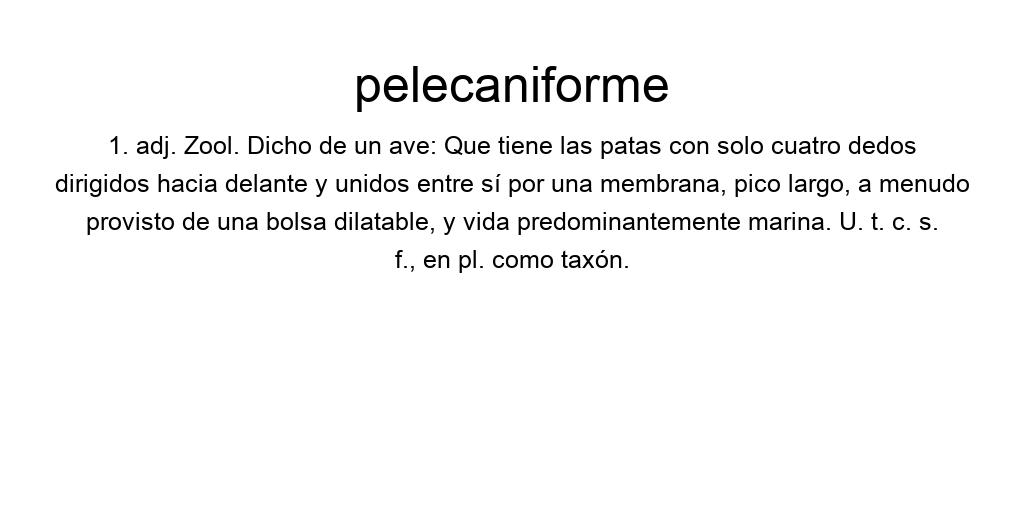 pelecaniforme
1. adj. Zool. Dicho de un ave: Que tiene las patas con solo cuatro dedos
dirigidos hacia delante y unidos entre sí por una membrana, pico largo, a menudo
provisto de una bolsa dilatable, y vida predominantemente marina. U. t. c. s.
f., en pl. como taxón.